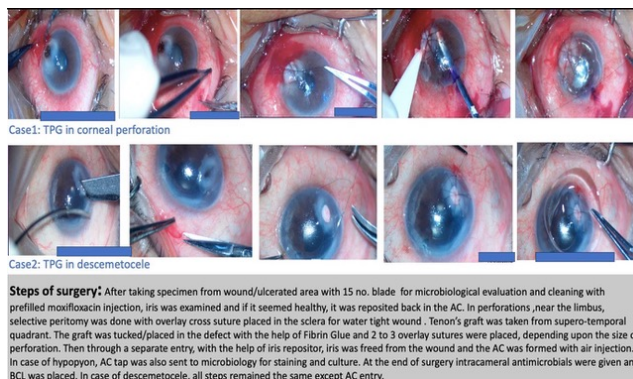 Case1: TPG in corneal perforation
Case2: TPG in descemetocele
Steps of surgery: After taking specimen from wound/ulcerated area with 15 no. blade for microbiological evaluation and cleaning with
prefilled moxifloxacin injection, iris was examined and if it seemed healthy, it was reposited back in the AC. In perforations ,near the limbus,
selective peritomy was done with overlay cross suture placed in the sclera for water tight wound . Tenon's graft was taken from supero-temporal
quadrant. The graft was tucked/placed in the defect with the help of Fibrin Glue and 2 to 3 overlay sutures were placed, depending upon the size o
perforation. Then through a separate entry, with the help of iris repositor, iris was freed from the wound and the AC was formed with air injection.
In case of hypopyon, AC tap was also sent to microbiology for staining and culture. At the end of surgery intracameral antimicrobials were given an
BCL was placed. In case of descemetocele, all steps remained the same except AC entry.